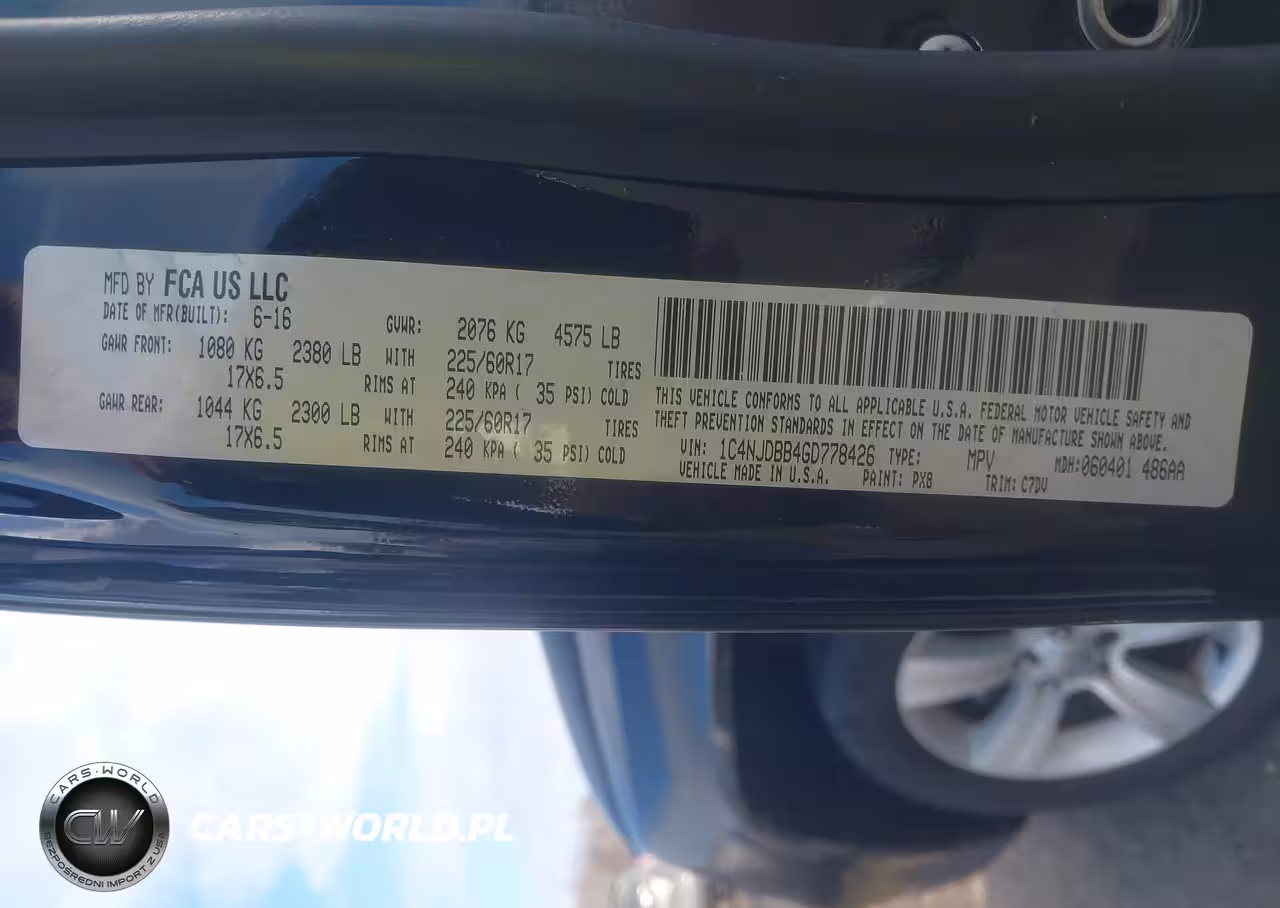 MFD BY FCA US LLC
DATE OF MFR(BUILT): 6-16
GVWR: 2076 KG 4575 LB
GAWR FRONT: 1080 KG 2380 LB WITH 225/60R17 TIRES
17X6.5 RIMS AT 240 KPA ( 35 PSI) COLD
GAWR REAR: 1044 KG 2300 LB WITH 225/60R17 TIRES
17X6.5 RIMS AT 240 KPA ( 35 PSI) COLD
THIS VEHICLE CONFORMS TO ALL APPLICABLE U.S.A. FEDERAL MOTOR VEHICLE SAFETY AND
THEFT PREVENTION STANDARDS IN EFFECT ON THE DATE OF MANUFACTURE SHOWN ABOVE.
VIN: 1C4NJDBB4GD778426 TYPE: MPV MDH:060401 486AA
VEHICLE MADE IN U.S.A. PAINT: PX8 TRIM: C7DV
CARS-WORLD
CW
BEZPOŚREDNI IMPORT Z USA
CARS-WORLD.PL